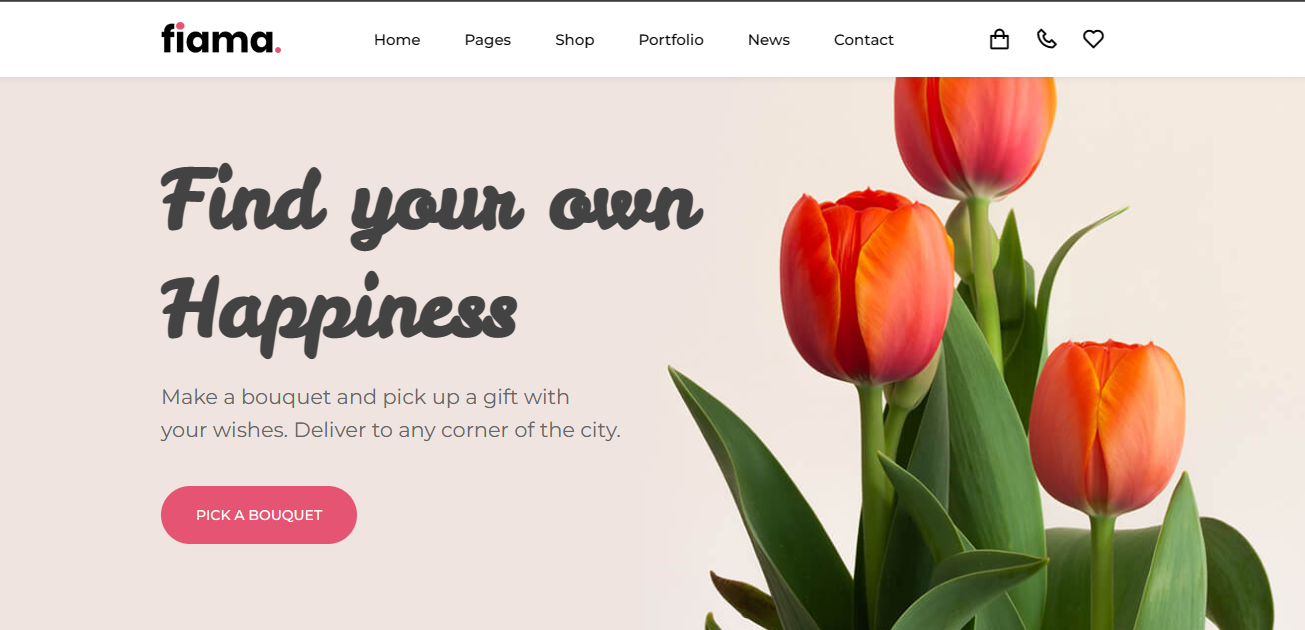 fiama.
Home Pages Shop Portfolio News Contact
Find your own
Happiness
Make a bouquet and pick up a gift with
your wishes. Deliver to any corner of the city.
PICK A BOUQUET